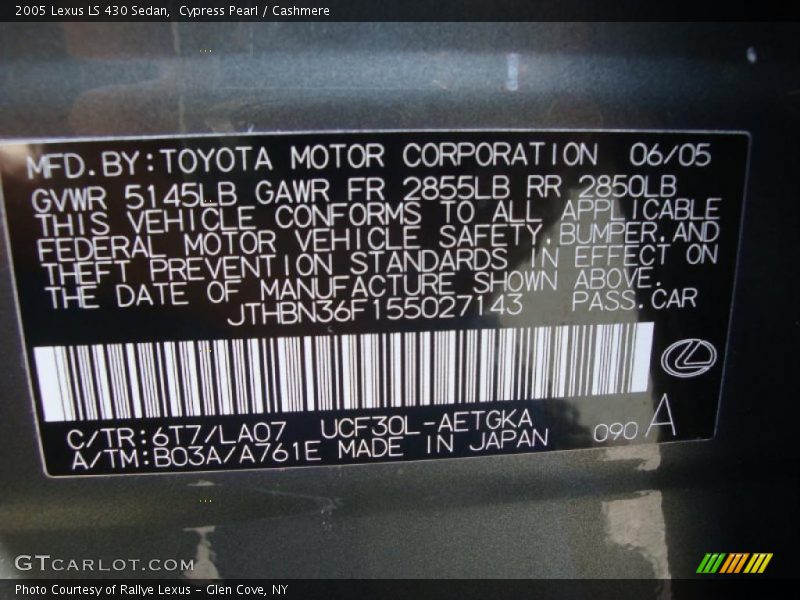 2005 Lexus LS 430 Sedan,  Cypress Pearl / Cashmere
MFD.BY:TOYOTA MOTOR CORPORATION 06/05
GVWR 5145LB GAWR FR 2855LB RR 2850LB
THIS VEHICLE CONFORMS TO ALL APPLICABLE
FEDERAL MOTOR VEHICLE SAFETY,BUMPER,AND
THEFT PREVENTION STANDARDS IN EFFECT ON
THE DATE OF MANUFACTURE SHOWN ABOVE.
JTHBN36F155027143 PASS.CAR
C/TR:6T7/LA07 UCF30L-AETGKA
A/TM:B03A/A761E MADE IN JAPAN 090 A
GTCARLOT.COM
Photo Courtesy of Rallye Lexus - Glen Cove, NY